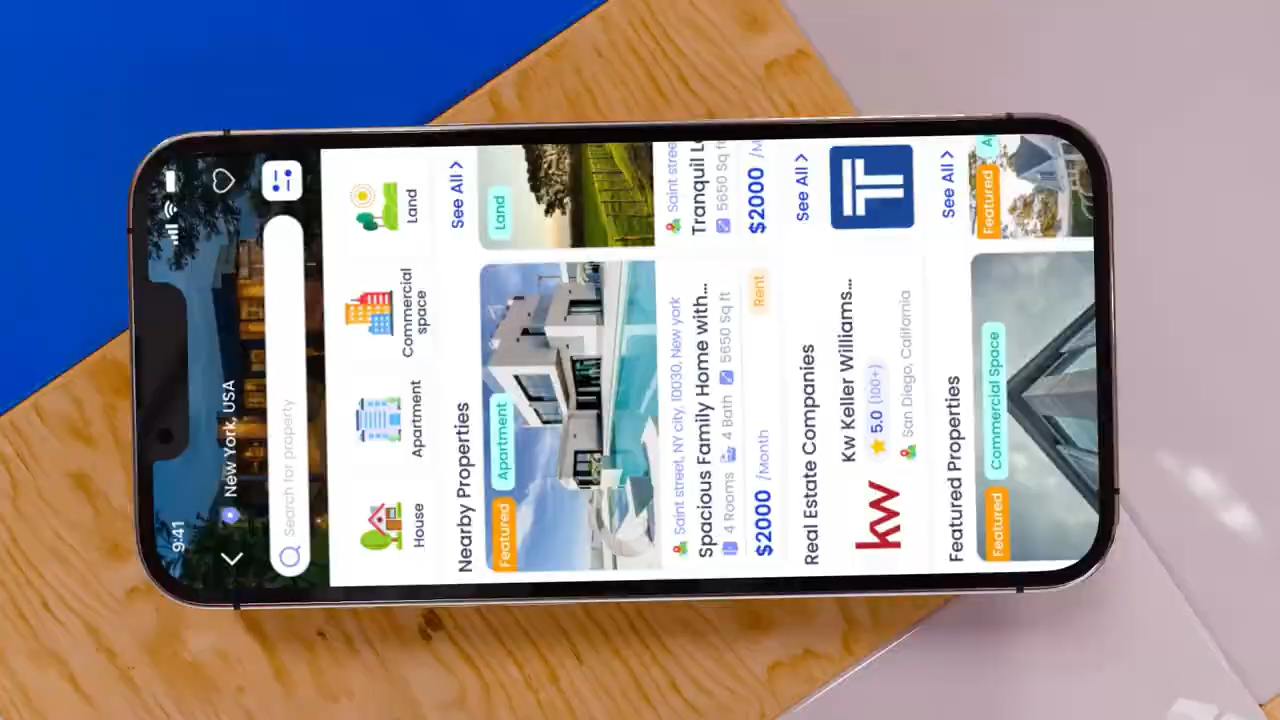 9:41
New York, USA
Search for property
House
Apartment
Commercial space
Land
Nearby Properties
See All >
Featured
Apartment
Land
Saint street, NY city, 10030, New york
Spacious Family Home with...
4 Rooms
4 Bath
5650 Sq ft
$2000 /Month
Rent
Saint stree
Tranquil L
5650 Sq f
$2000 /M
Real Estate Companies
See All >
kw
Kw Keller Williams...
5.0 (100+)
San Diego, California
Featured Properties
See All >
Featured
Commercial Space
Featured
A